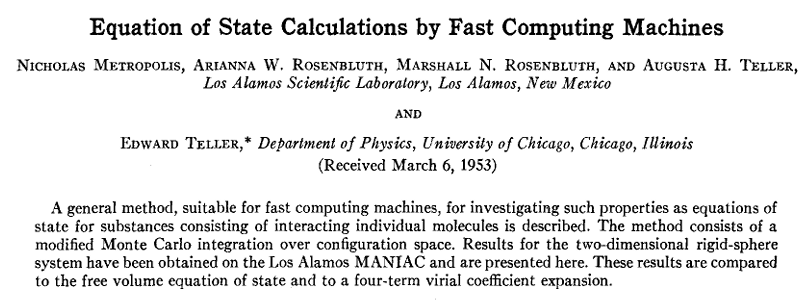 Equation of State Calculations by Fast Computing Machines
NICHOLAS METROPOLIS, ARIANNA W. ROSENBLUTH, MARSHALL N. ROSENBLUTH, AND AUGUSTA H. TELLER,
Los Alamos Scientific Laboratory, Los Alamos, New Mexico
AND
EDWARD TELLER,* Department of Physics, University of Chicago, Chicago, Illinois
(Received March 6, 1953)
A general method, suitable for fast computing machines, for investigating such properties as equations of
state for substances consisting of interacting individual molecules is described. The method consists of a
modified Monte Carlo integration over configuration space. Results for the two-dimensional rigid-sphere
system have been obtained on the Los Alamos MANIAC and are presented here. These results are compared
to the free volume equation of state and to a four-term virial coefficient expansion.